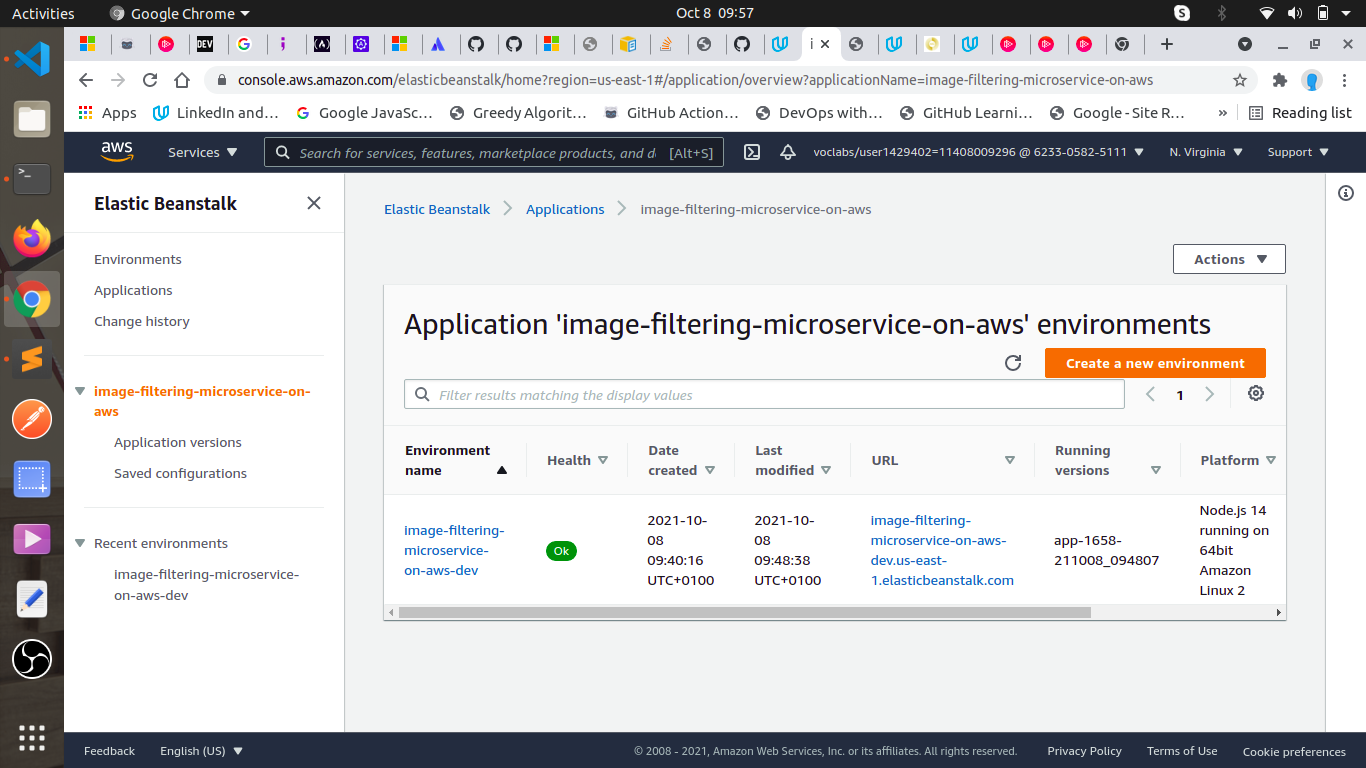 Activities
Google Chrome
Oct 8 09:57
DEV
i
console.aws.amazon.com/elasticbeanstalk/home?region=us-east-1#/application/overview?applicationName=image-filtering-microservice-on-aws
Apps
LinkedIn and…
Google JavaSc…
Greedy Algorit…
GitHub Action…
DevOps with…
GitHub Learni…
Google - Site R…
»
Reading list
aws
Services
Search for services, features, marketplace products, and d
[Alt+S]
voclabs/user1429402=11408009296 @ 6233-0582-5111
N. Virginia
Support
Elastic Beanstalk
Environments
Applications
Change history
image-filtering-microservice-on-
aws
Application versions
Saved configurations
Recent environments
image-filtering-microservice-
on-aws-dev
Elastic Beanstalk
Applications
image-filtering-microservice-on-aws
Actions
Application 'image-filtering-microservice-on-aws' environments
Create a new environment
Filter results matching the display values
1
Environment
name
Health
Date
created
Last
modified
URL
Running
versions
Platform
image-filtering-
microservice-
on-aws-dev
Ok
2021-10-
08
09:40:16
UTC+0100
2021-10-
08
09:48:38
UTC+0100
image-filtering-
microservice-on-aws-
dev.us-east-
1.elasticbeanstalk.com
app-1658-
211008_094807
Node.js 14
running on
64bit
Amazon
Linux 2
Feedback
English (US)
© 2008 - 2021, Amazon Web Services, Inc. or its affiliates. All rights reserved.
Privacy Policy
Terms of Use
Cookie preferences